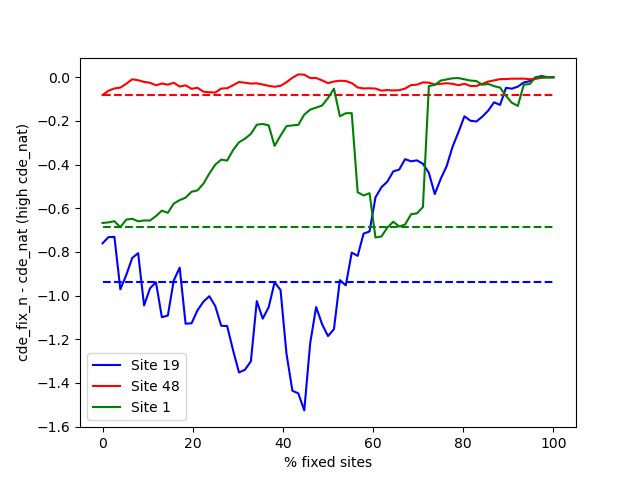 0.0
−0.2
−0.4
−0.6
−0.8
−1.0
−1.2
−1.4
−1.6
cde_fix_n - cde_nat (high cde_nat)
Site 19
Site 48
Site 1
0 20 40 60 80 100
% fixed sites